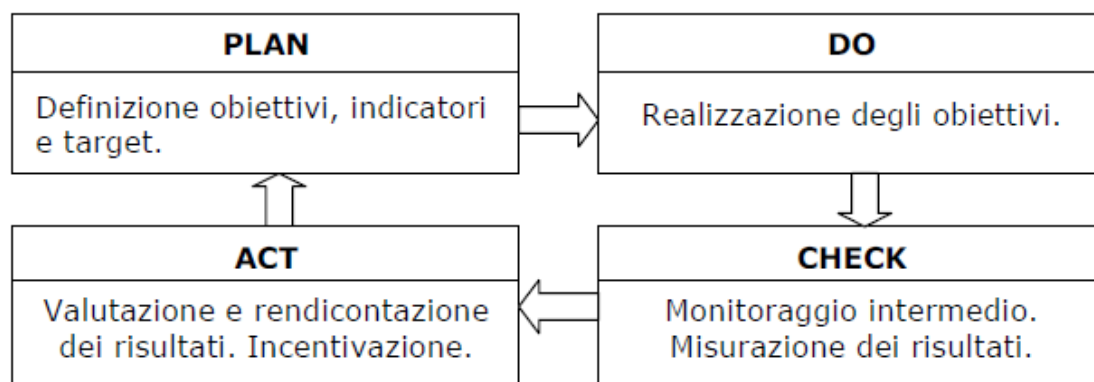 PLAN
Definizione obiettivi, indicatori
e target.
DO
Realizzazione degli obiettivi.
ACT
Valutazione e rendicontazione
dei risultati. Incentivazione.
CHECK
Monitoraggio intermedio.
Misurazione dei risultati.